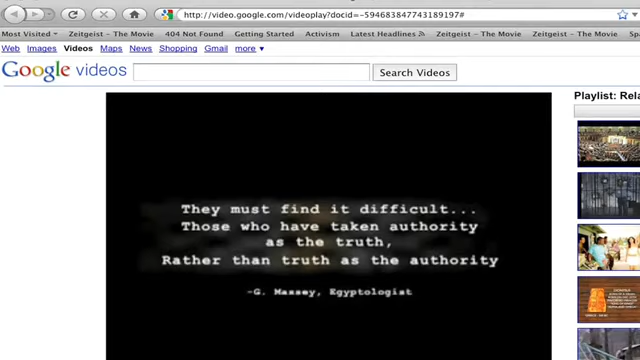 http://video.google.com/videoplay?docid=-594683847743189197#
Most Visited Zeitgeist – The Movie 404 Not Found Getting Started Activism Latest Headlines Zeitgeist – The Movie Zeitgeist – The Movie Spa
Web Images Videos Maps News Shopping Gmail more
Google videos Search Videos
Playlist: Rela
They must find it difficult...
Those who have taken authority
as the truth,
Rather than truth as the authority
-G. Massey, Egyptologist